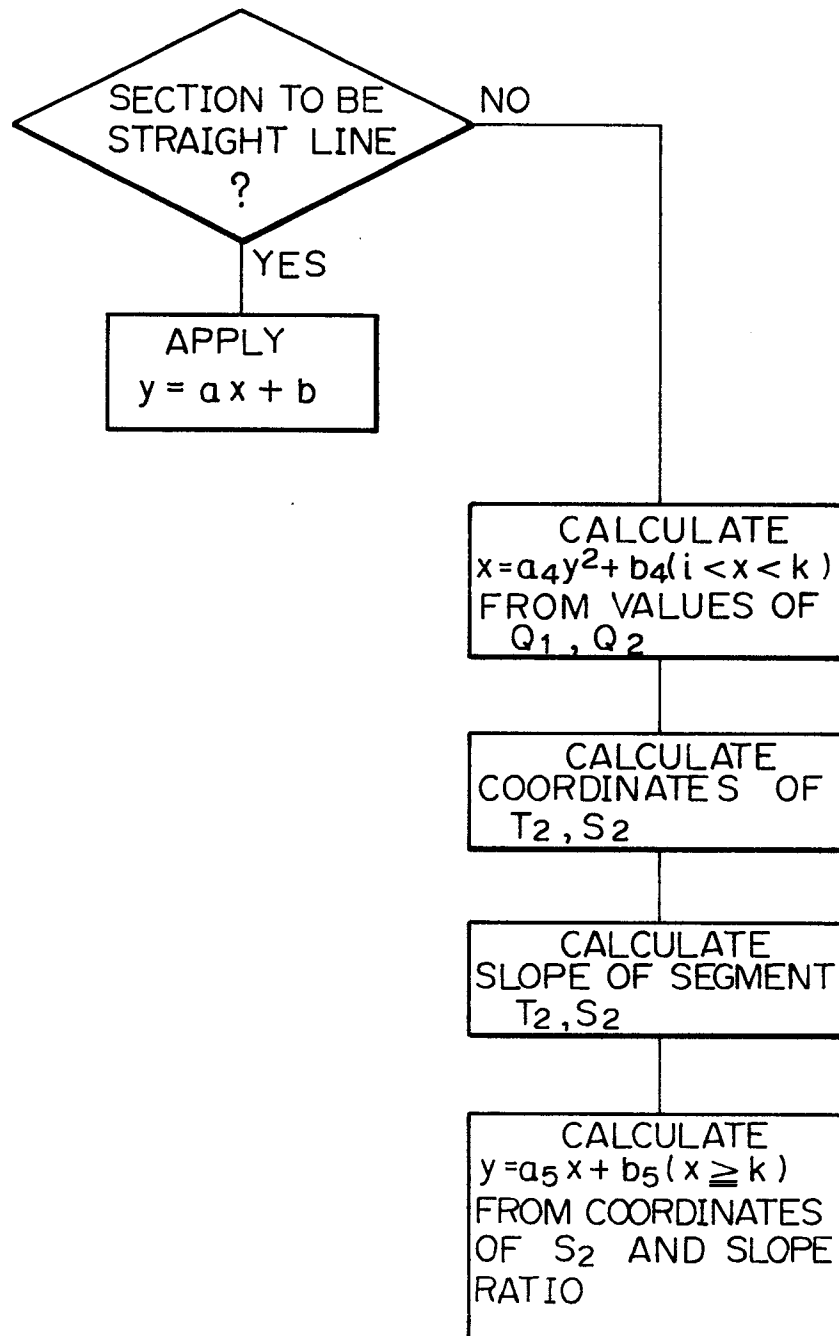 SECTION TO BE
STRAIGHT LINE
?
NO
YES
APPLY
y = ax + b
CALCULATE
x=a₄y²+ b₄(i<x<k)
FROM VALUES OF
Q₁, Q₂
CALCULATE
COORDINATES OF
T₂, S₂
CALCULATE
SLOPE OF SEGMENT
T₂, S₂
CALCULATE
y=a₅x+b₅(x≧k)
FROM COORDINATES
OF S₂ AND SLOPE
RATIO